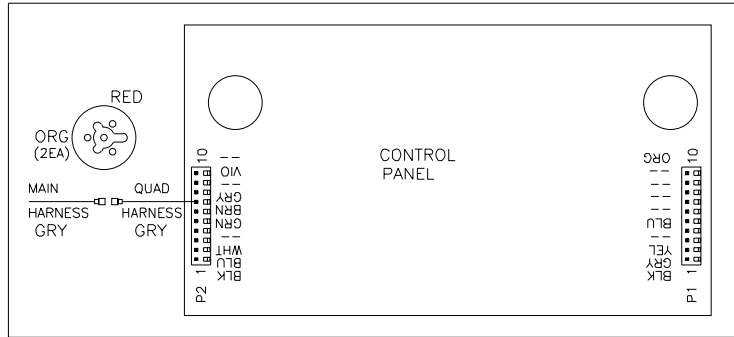 RED
ORG
(2EA)
MAIN
HARNESS
GRY
QUAD
HARNESS
GRY
CONTROL
PANEL
10
--
VIO
--
GRY
BRN
GRN
--
WHT
BLU
BLK
1
P2
10
ORG
--
--
--
--
BLU
--
YEL
GRY
BLK
1
P1